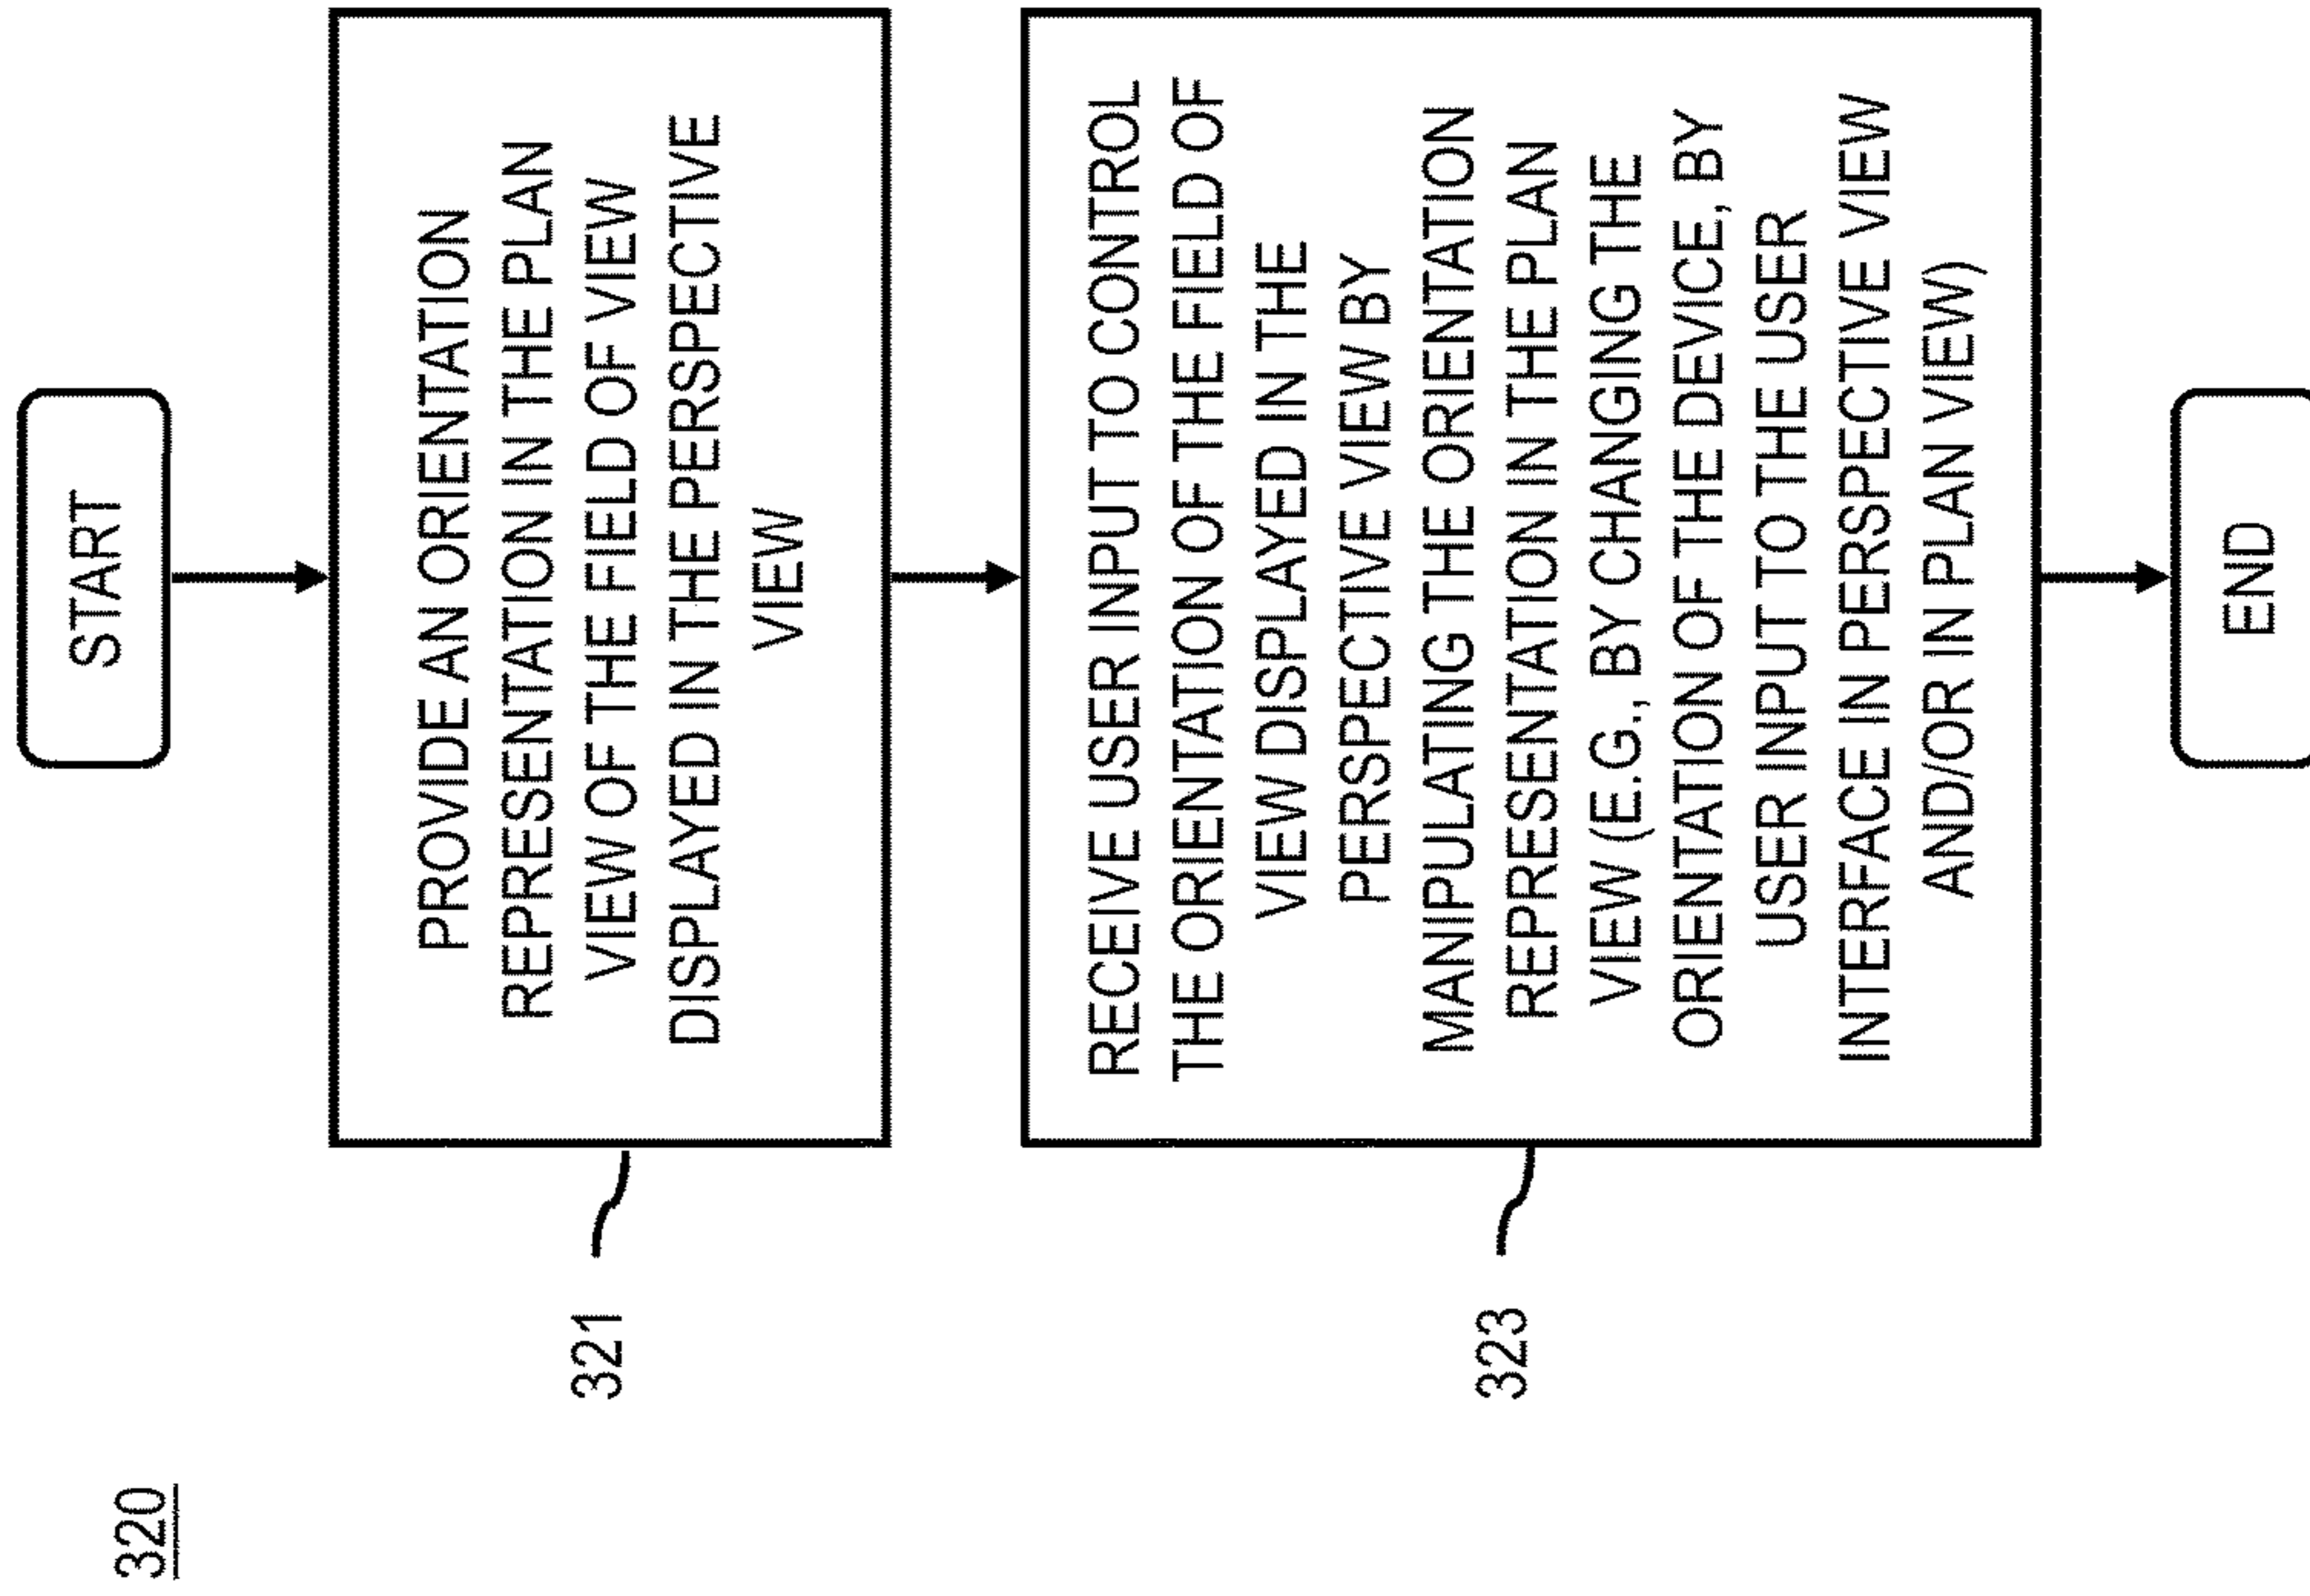 320
START
PROVIDE AN ORIENTATION
REPRESENTATION IN THE PLAN
VIEW OF THE FIELD OF VIEW
DISPLAYED IN THE PERSPECTIVE
VIEW
321
RECEIVE USER INPUT TO CONTROL
THE ORIENTATION OF THE FIELD OF
VIEW DISPLAYED IN THE
PERSPECTIVE VIEW BY
MANIPULATING THE ORIENTATION
REPRESENTATION IN THE PLAN
VIEW (E.G., BY CHANGING THE
ORIENTATION OF THE DEVICE, BY
USER INPUT TO THE USER
INTERFACE IN PERSPECTIVE VIEW
AND/OR IN PLAN VIEW)
323
END